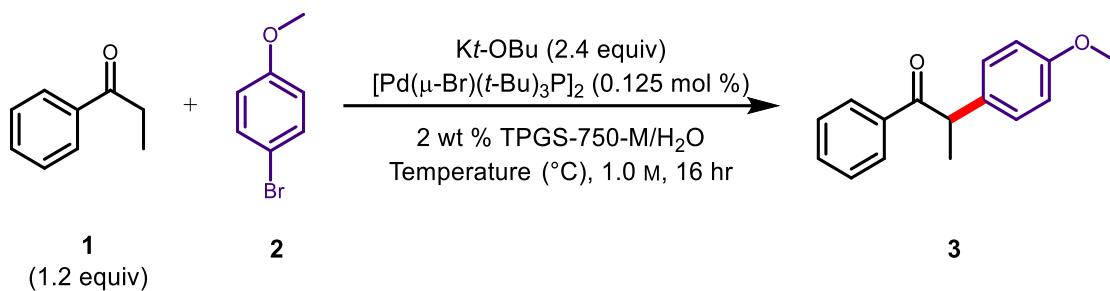 O
O
Br
+
Kt-OBu (2.4 equiv)
[Pd(μ-Br)(t-Bu)₃P]₂ (0.125 mol %)
2 wt % TPGS-750-M/H₂O
Temperature (°C), 1.0 M, 16 hr
O
O
1
(1.2 equiv)
2
3